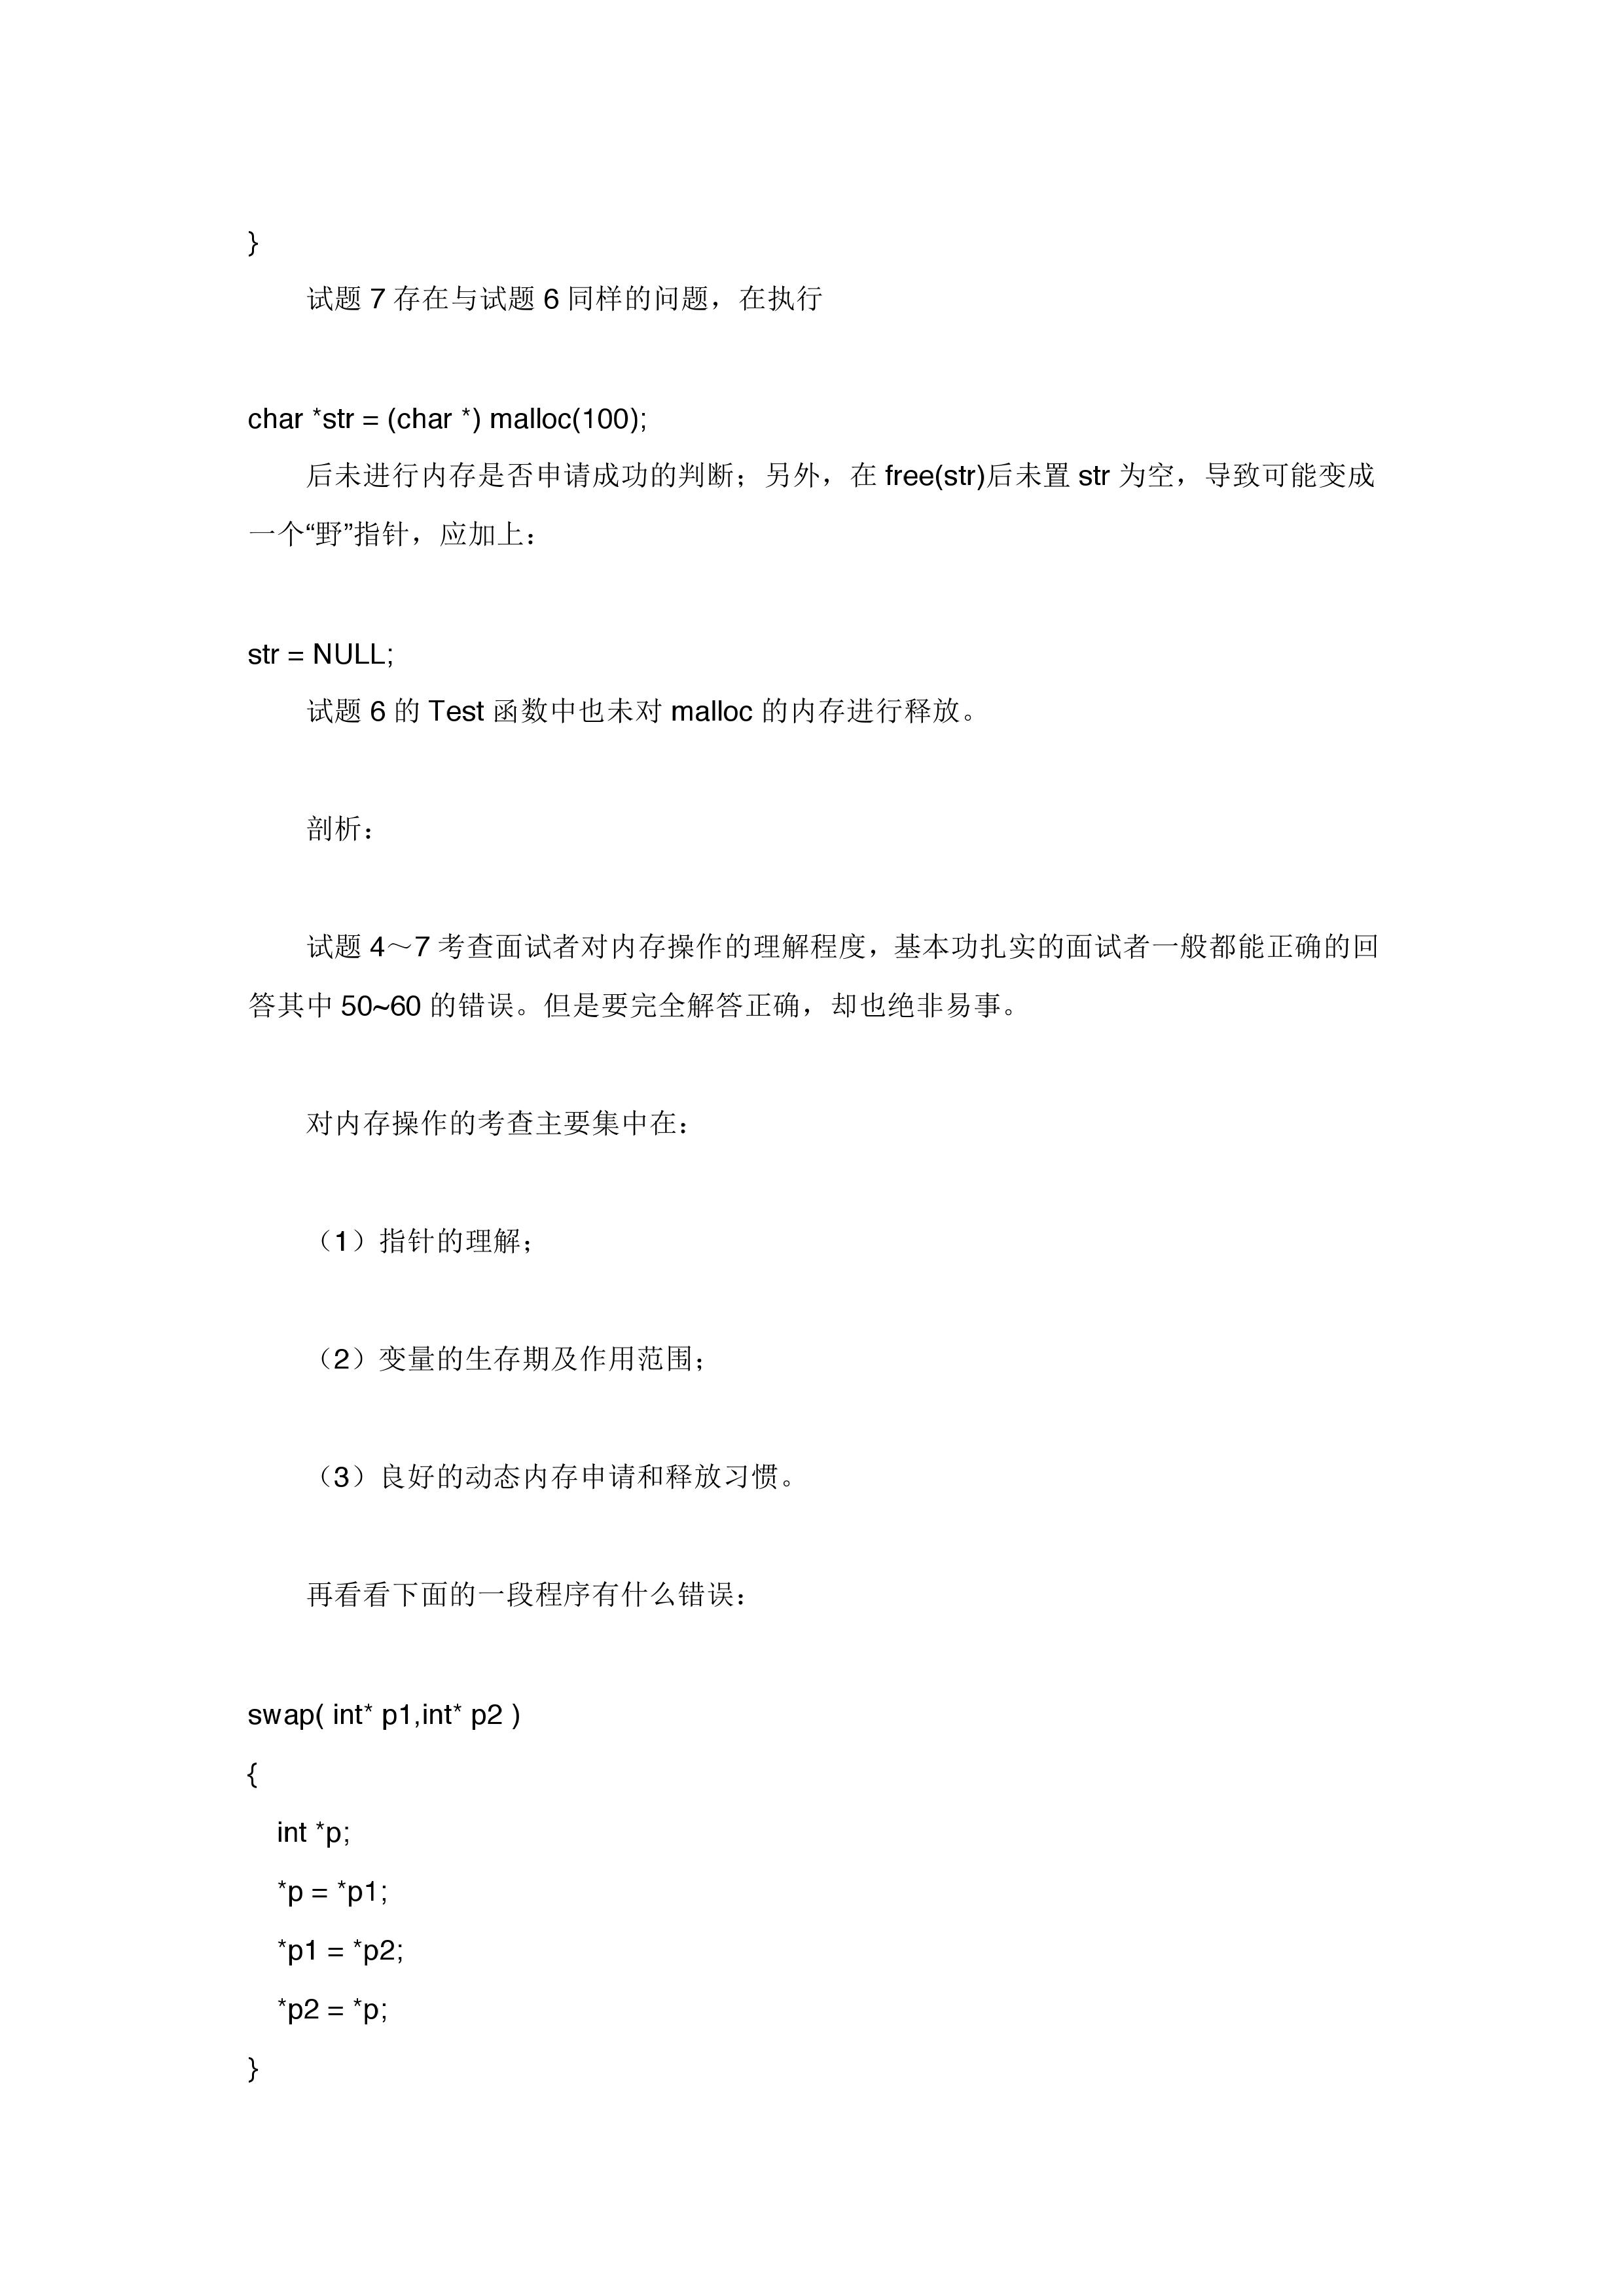 }
试题 7 存在与试题 6 同样的问题，在执行
char *str = (char *) malloc(100);
后未进行内存是否申请成功的判断；另外，在 free(str)后未置 str 为空，导致可能变成
一个“野”指针，应加上：
str = NULL;
试题 6 的 Test 函数中也未对 malloc 的内存进行释放。
剖析：
试题 4～7 考查面试者对内存操作的理解程度，基本功扎实的面试者一般都能正确的回
答其中 50~60 的错误。但是要完全解答正确，却也绝非易事。
对内存操作的考查主要集中在：
（1）指针的理解；
（2）变量的生存期及作用范围；
（3）良好的动态内存申请和释放习惯。
再看看下面的一段程序有什么错误：
swap( int* p1,int* p2 )
{
int *p;
*p = *p1;
*p1 = *p2;
*p2 = *p;
}